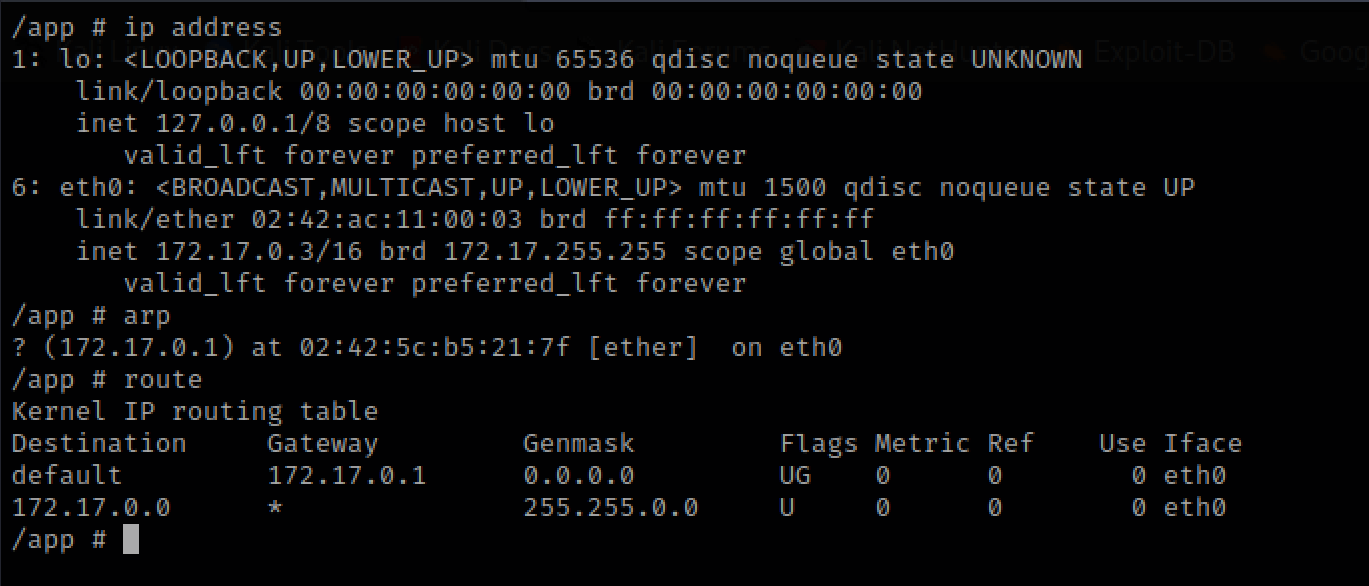 /app # ip address
1: lo: <LOOPBACK,UP,LOWER_UP> mtu 65536 qdisc noqueue state UNKNOWN
    link/loopback 00:00:00:00:00:00 brd 00:00:00:00:00:00
    inet 127.0.0.1/8 scope host lo
       valid_lft forever preferred_lft forever
6: eth0: <BROADCAST,MULTICAST,UP,LOWER_UP> mtu 1500 qdisc noqueue state UP
    link/ether 02:42:ac:11:00:03 brd ff:ff:ff:ff:ff:ff
    inet 172.17.0.3/16 brd 172.17.255.255 scope global eth0
       valid_lft forever preferred_lft forever
/app # arp
? (172.17.0.1) at 02:42:5c:b5:21:7f [ether]  on eth0
/app # route
Kernel IP routing table
Destination     Gateway         Genmask         Flags Metric Ref    Use Iface
default         172.17.0.1      0.0.0.0         UG    0      0        0 eth0
172.17.0.0      *               255.255.0.0     U     0      0        0 eth0
/app #
Exploit-DB